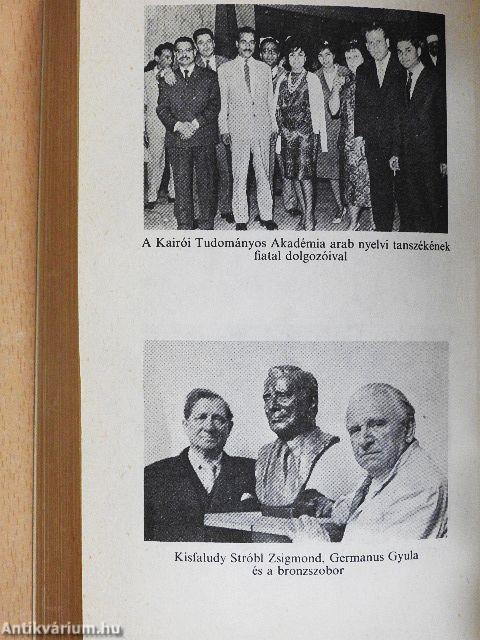 A Kairói Tudományos Akadémia arab nyelvi tanszékének
fiatal dolgozóival
Kisfaludy Stróbl Zsigmond, Germanus Gyula
és a bronzszobor
Antikvárium.hu